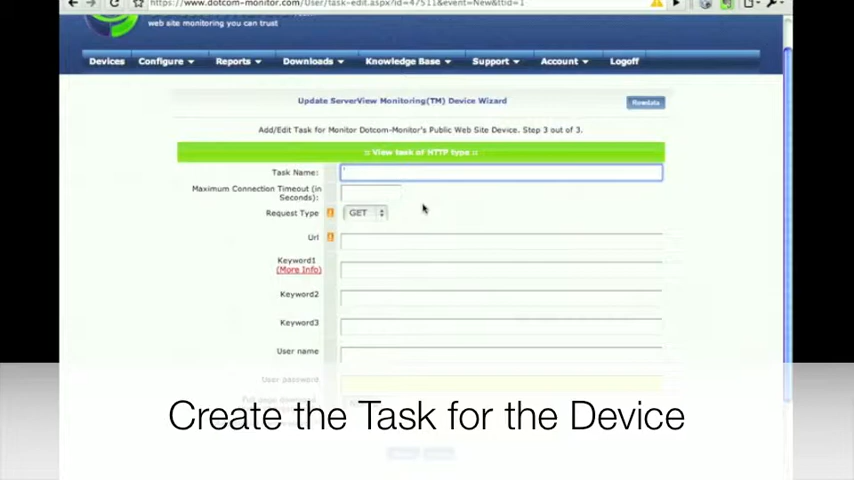 https://www.dotcom-monitor.com/User/task-edit.aspx?id=47511&event=New&ttid=1
web site monitoring you can trust
Devices Configure Reports Downloads Knowledge Base Support Account Logoff
Update ServerView Monitoring(TM) Device Wizard
Rawdata
Add/Edit Task for Monitor Dotcom-Monitor's Public Web Site Device. Step 3 out of 3.
:: View task of HTTP type ::
Task Name:
Maximum Connection Timeout (in
Seconds):
Request Type GET
Url
Keyword1
(More Info)
Keyword2
Keyword3
User name
User password
Create the Task for the Device